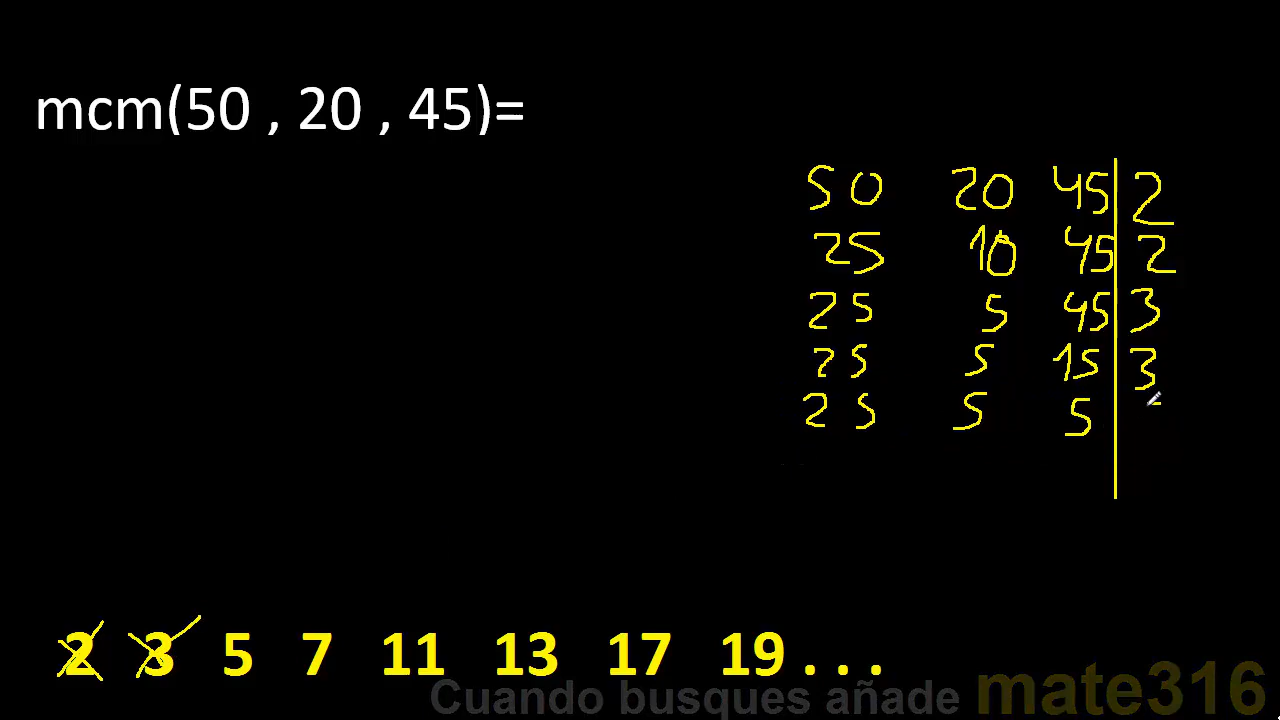 mcm(50 , 20 , 45)=
50 20 45 2
25 10 45 2
25 5 45 3
25 5 15 3
25 5 5
2 3 5 7 11 13 17 19 . . .
Cuando busques añade mate316